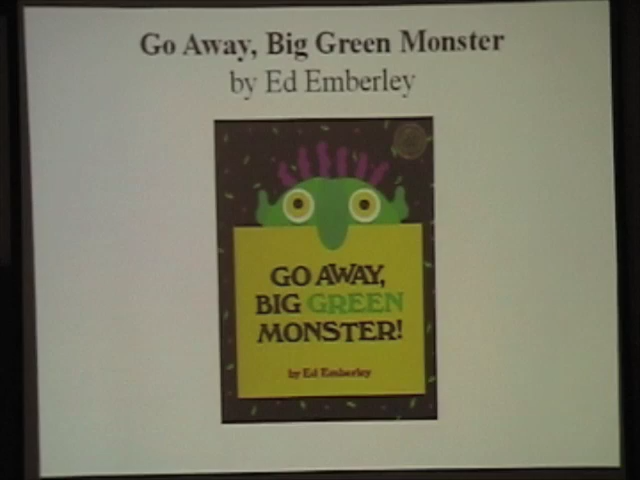 Go Away, Big Green Monster
by Ed Emberley
GO AWAY,
BIG GREEN
MONSTER!
by Ed Emberley